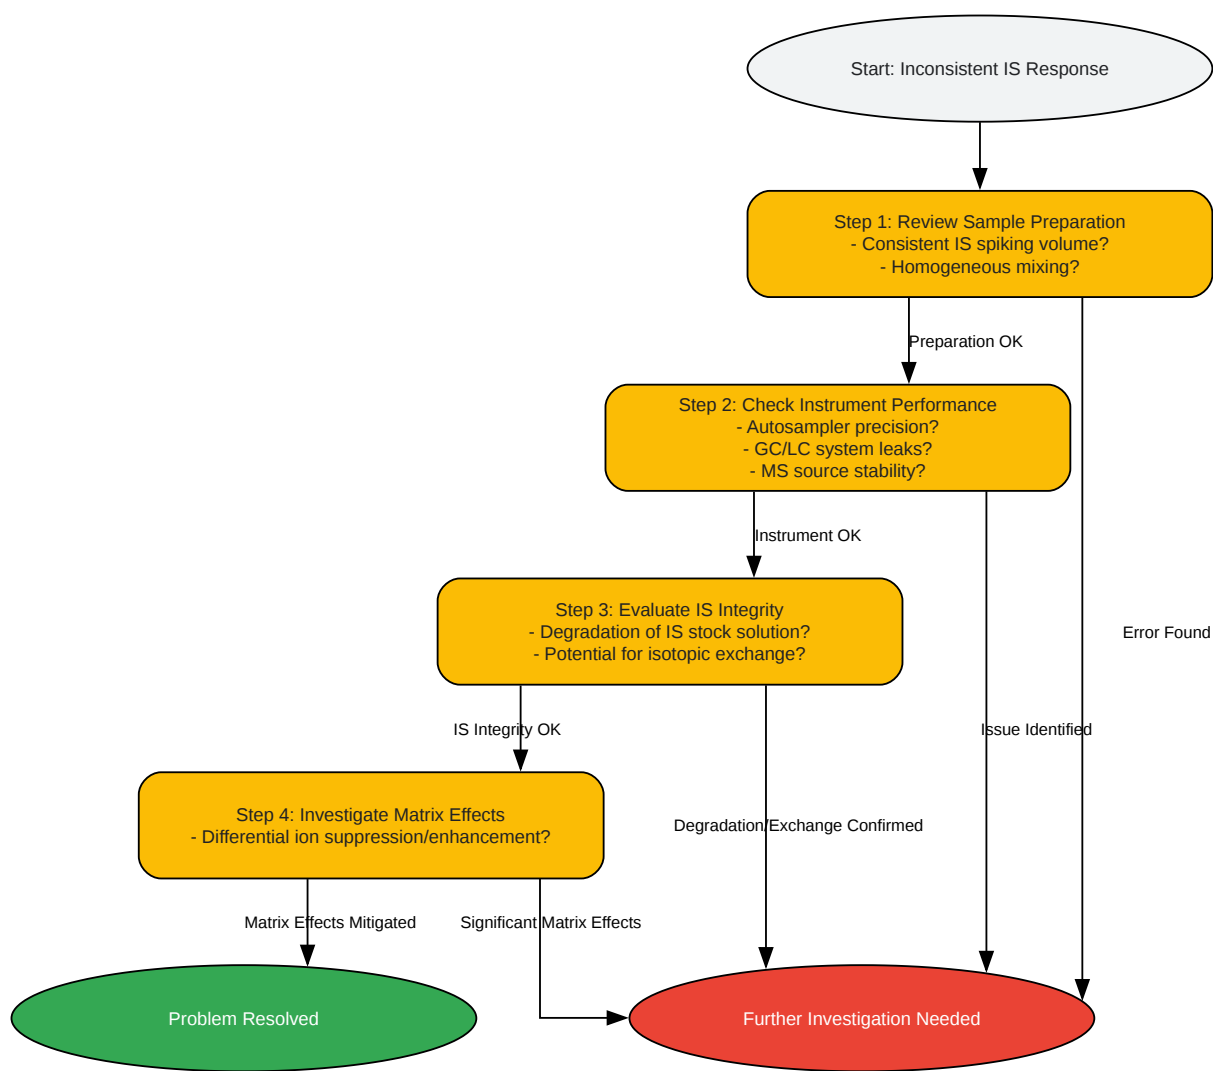 Start: Inconsistent IS Response
Step 1: Review Sample Preparation
- Consistent IS spiking volume?
- Homogeneous mixing?
Preparation OK
Step 2: Check Instrument Performance
- Autosampler precision?
- GC/LC system leaks?
- MS source stability?
Instrument OK
Step 3: Evaluate IS Integrity
- Degradation of IS stock solution?
- Potential for isotopic exchange?
Error Found
IS Integrity OK
Issue Identified
Step 4: Investigate Matrix Effects
- Differential ion suppression/enhancement?
Degradation/Exchange Confirmed
Matrix Effects Mitigated
Significant Matrix Effects
Problem Resolved
Further Investigation Needed